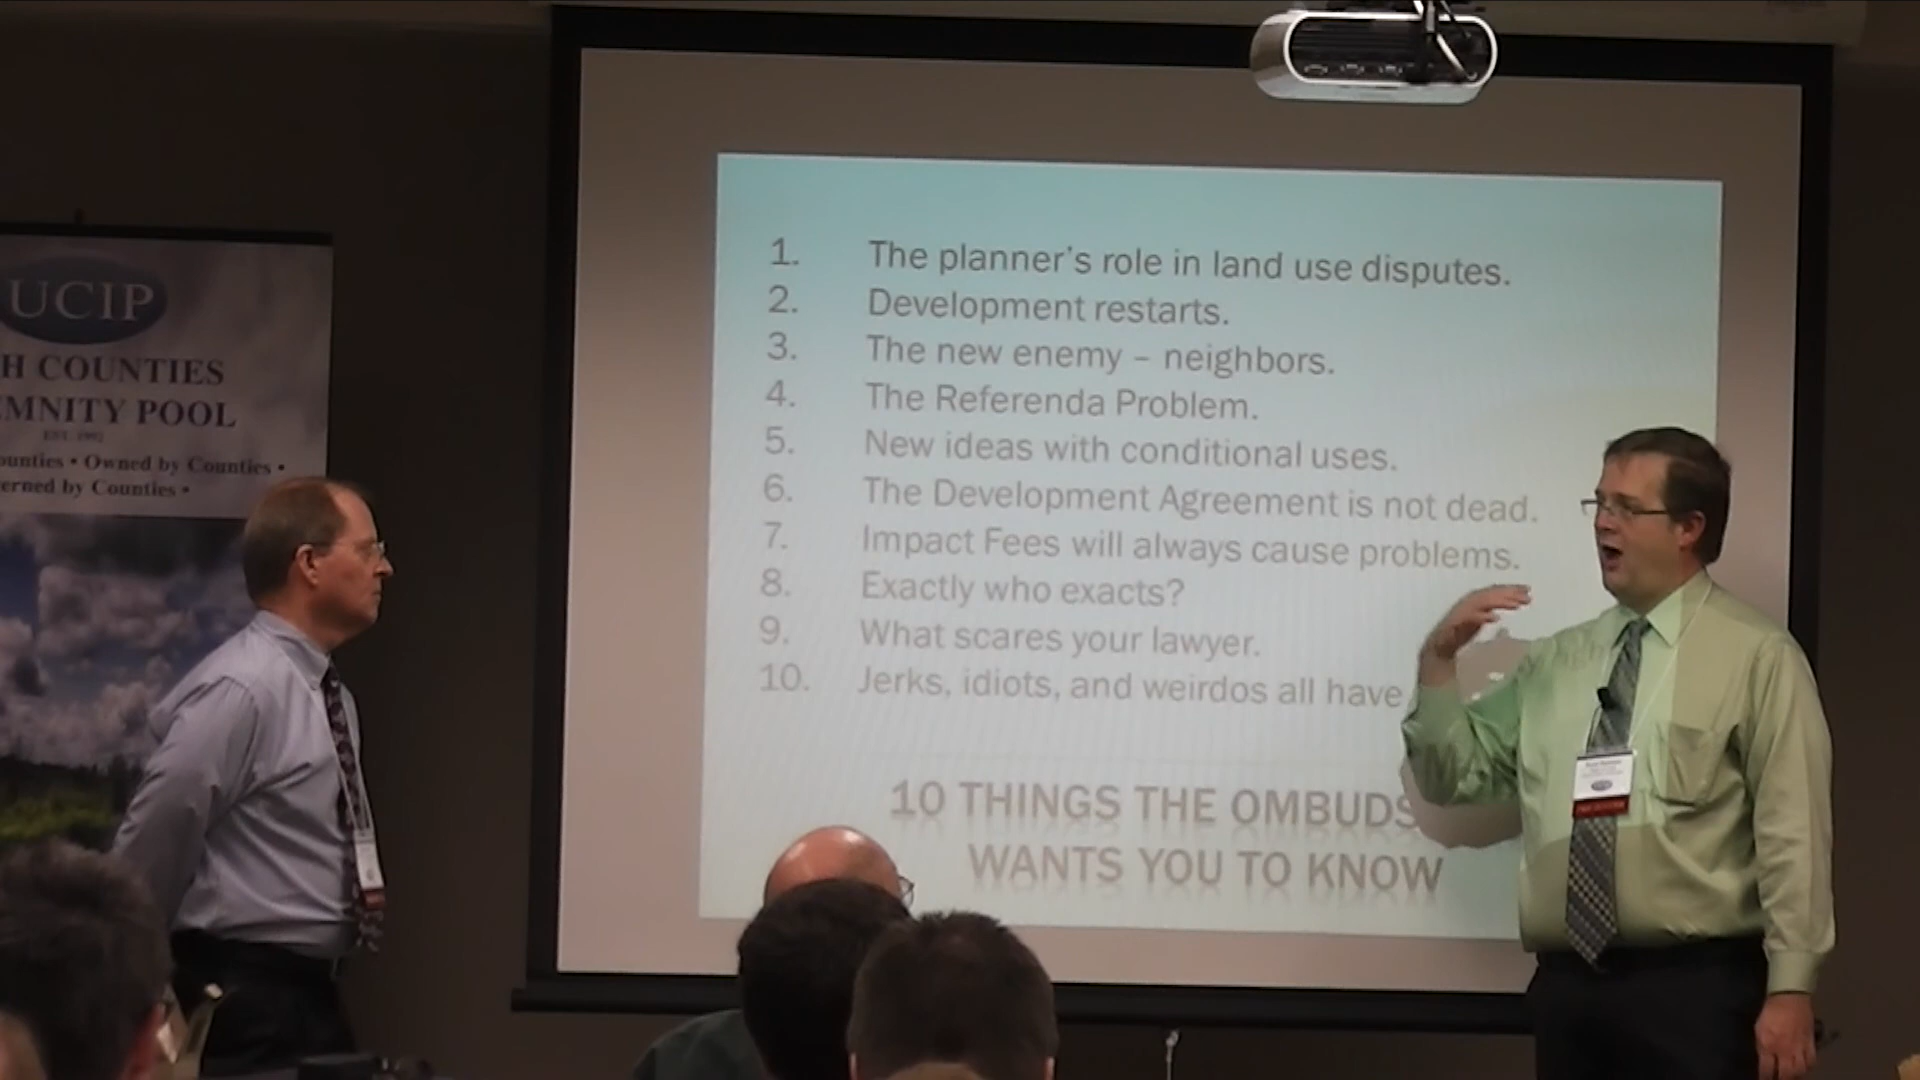 UCIP
H COUNTIES
EMNITY POOL
EST. 1992
ounties • Owned by Counties •
erned by Counties •
1. The planner's role in land use disputes.
2. Development restarts.
3. The new enemy – neighbors.
4. The Referenda Problem.
5. New ideas with conditional uses.
6. The Development Agreement is not dead.
7. Impact Fees will always cause problems.
8. Exactly who exacts?
9. What scares your lawyer.
10. Jerks, idiots, and weirdos all have
10 THINGS THE OMBUDS
WANTS YOU TO KNOW